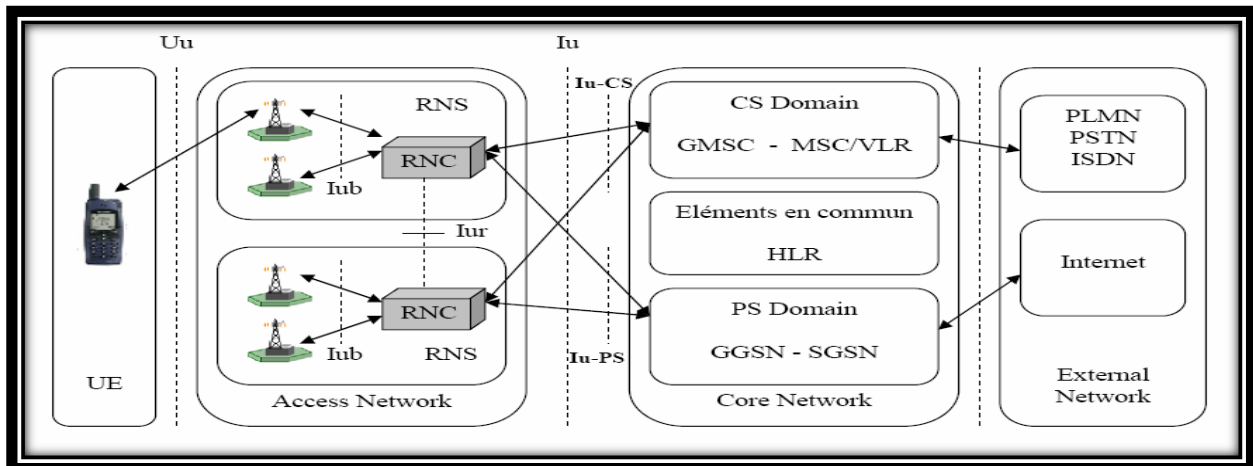 Uu
Iu
UE
RNS
RNC
Iub
Iur
RNC
Iub
RNS
Access Network
Iu-CS
Iu-PS
CS Domain
GMSC - MSC/VLR
Eléments en commun
HLR
PS Domain
GGSN - SGSN
Core Network
PLMN
PSTN
ISDN
Internet
External
Network